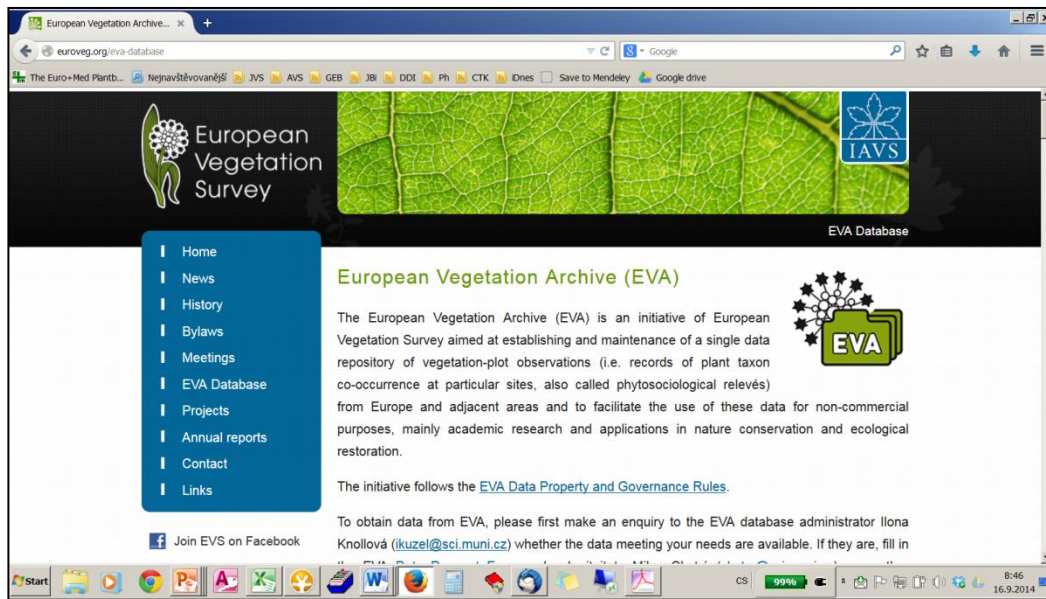 European Vegetation Archive... × +
euroveg.org/eva-database
Google
The Euro+Med Plantb... Nejnavštěvovanější JVS AVS GEB JBI DDI Ph CTK iDnes Save to Mendeley Google drive
European
Vegetation
Survey
IAVS
EVA Database
Home
News
History
Bylaws
Meetings
EVA Database
Projects
Annual reports
Contact
Links
Join EVS on Facebook
European Vegetation Archive (EVA)
EVA
The European Vegetation Archive (EVA) is an initiative of European
Vegetation Survey aimed at establishing and maintenance of a single data
repository of vegetation-plot observations (i.e. records of plant taxon
co-occurrence at particular sites, also called phytosociological relevés)
from Europe and adjacent areas and to facilitate the use of these data for non-commercial
purposes, mainly academic research and applications in nature conservation and ecological
restoration.
The initiative follows the EVA Data Property and Governance Rules.
To obtain data from EVA, please first make an enquiry to the EVA database administrator Ilona
Knollová (ikuzel@sci.muni.cz) whether the data meeting your needs are available. If they are, fill in
Start
CS 99% 8:46
16.9.2014